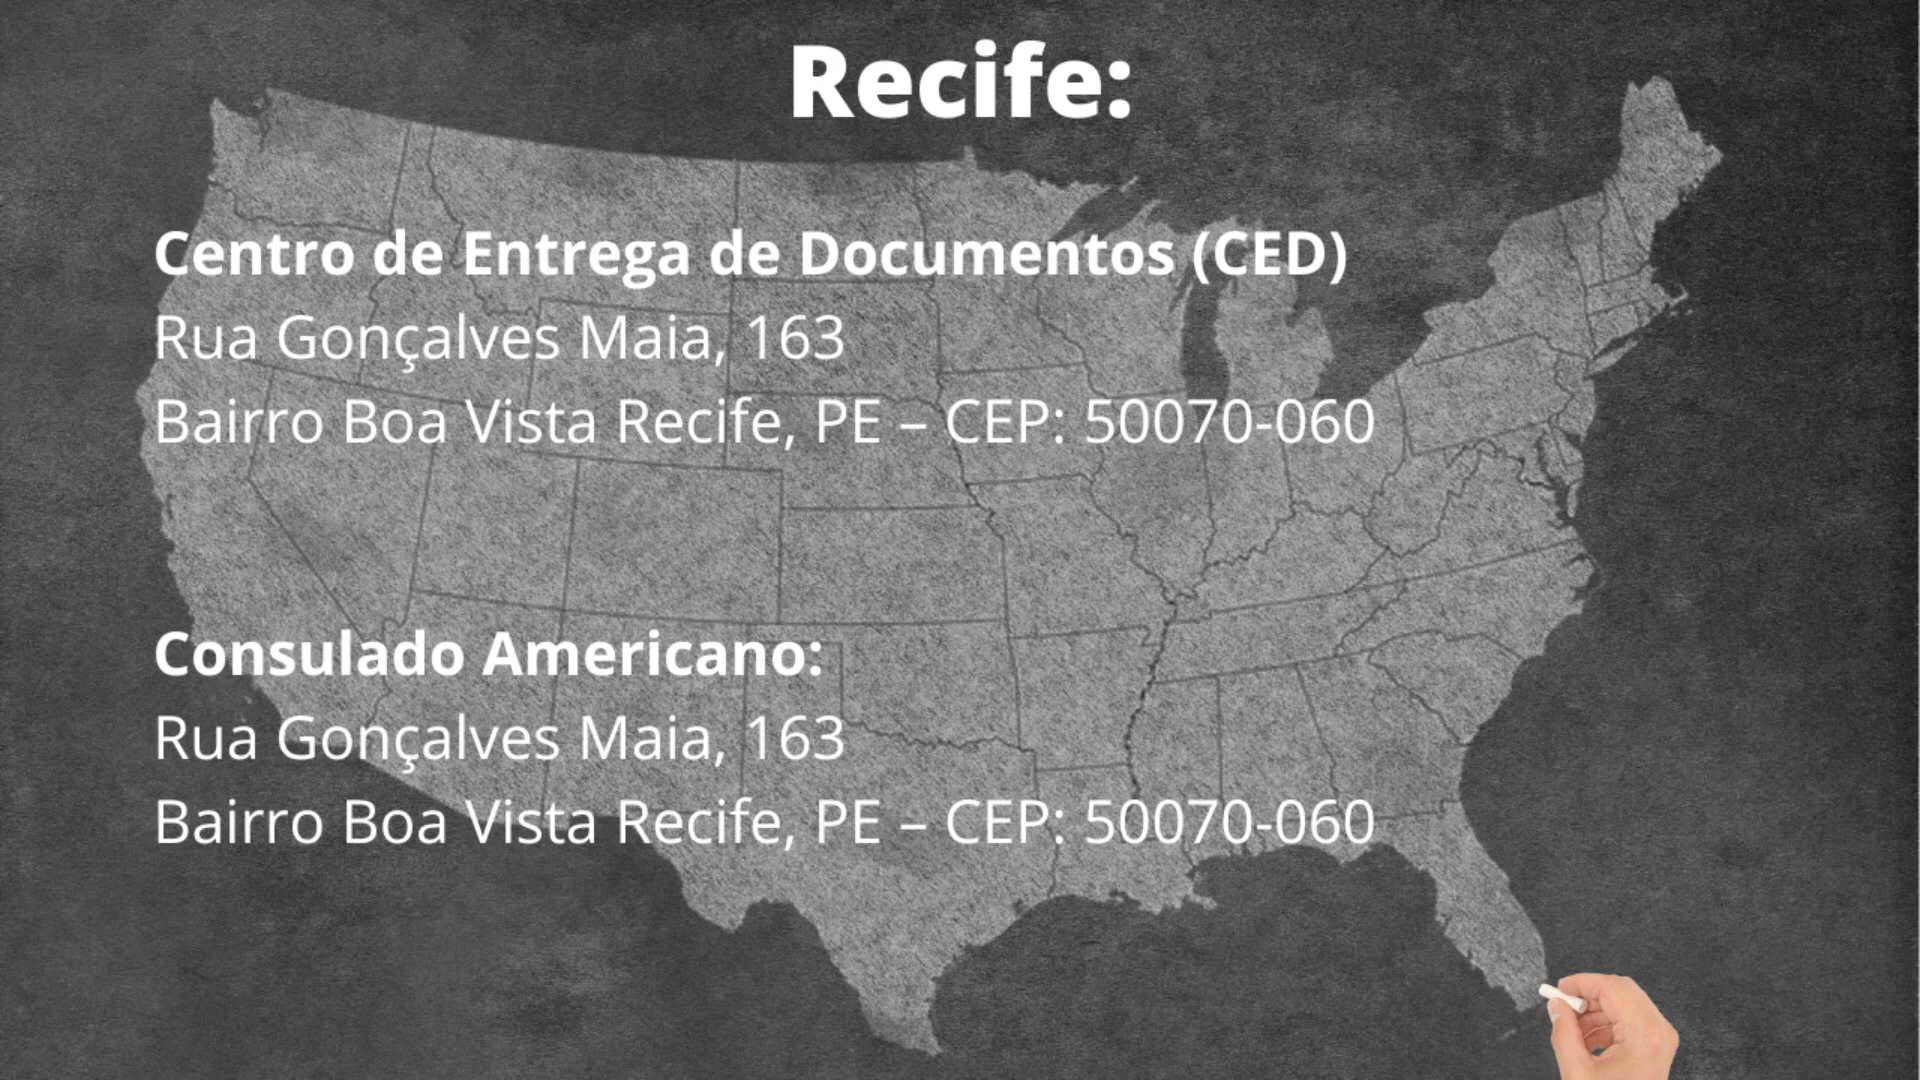 Recife:
Centro de Entrega de Documentos (CED)
Rua Gonçalves Maia, 163
Bairro Boa Vista Recife, PE – CEP: 50070-060
Consulado Americano:
Rua Gonçalves Maia, 163
Bairro Boa Vista Recife, PE – CEP: 50070-060